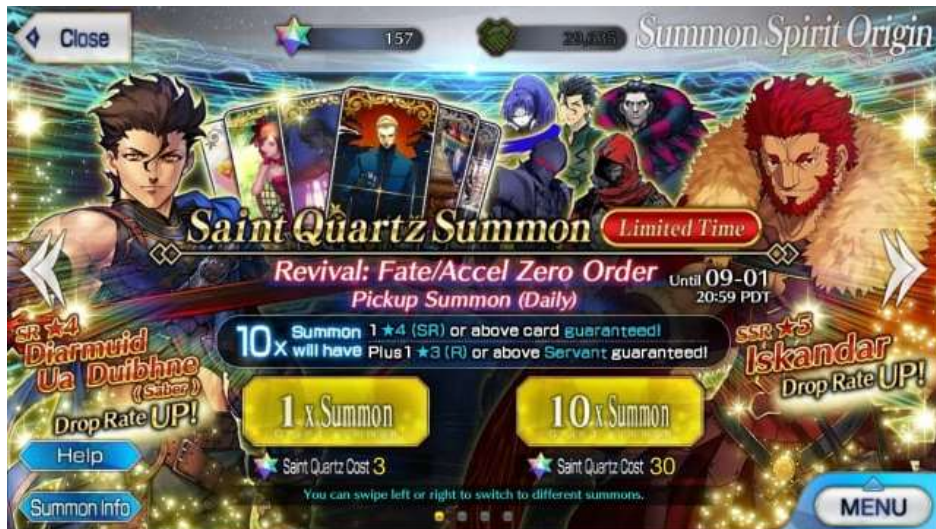 Close
157
Summon Spirit Origin
Saint Quartz Summon
Limited Time
Revival: Fate/Accel Zero Order
Pickup Summon (Daily)
Until 09-01
20:59 PDT
10x Summon will have
1 ★4 (SR) or above card guaranteed!
Plus 1 ★3 (R) or above Servant guaranteed!
SR ★4
Diarmuid
Ua Duibhne
(Saber)
Drop Rate UP!
SSR ★5
Iskandar
Drop Rate UP!
1 x Summon
10 x Summon
Saint Quartz Cost 3
Saint Quartz Cost 30
Help
You can swipe left or right to switch to different summons.
Summon Info
MENU